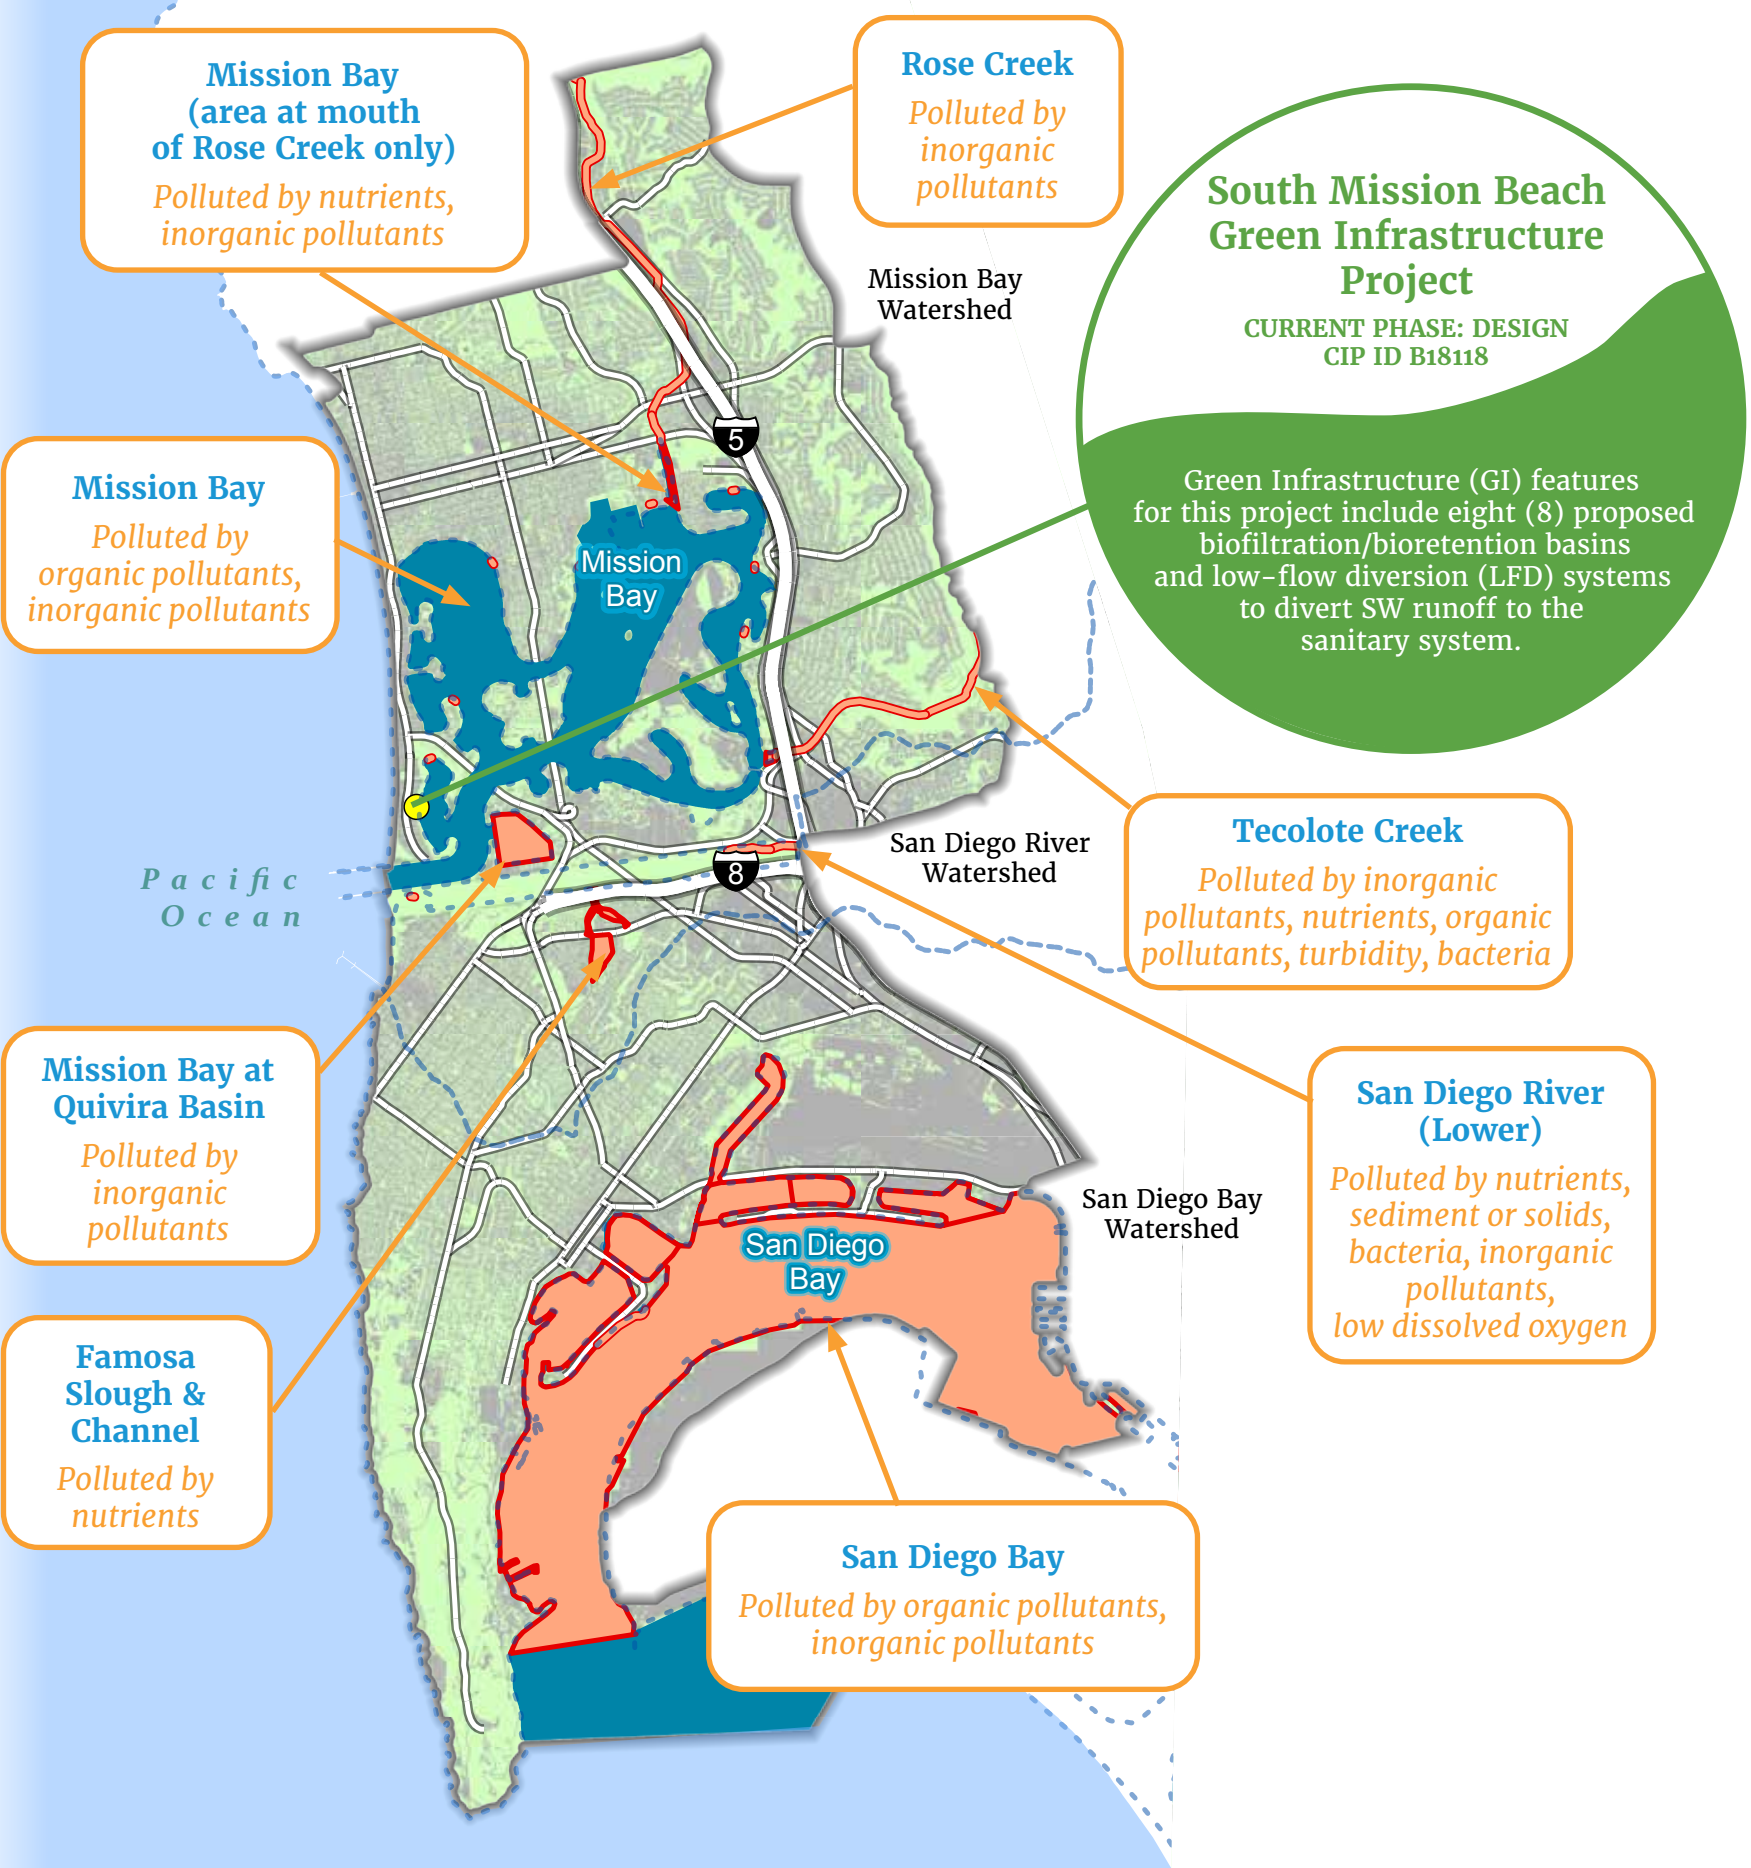 Mission Bay
(area at mouth
of Rose Creek only)
Polluted by nutrients,
inorganic pollutants
Rose Creek
Polluted by
inorganic
pollutants
South Mission Beach
Green Infrastructure
Project
CURRENT PHASE: DESIGN
CIP ID B18118
Green Infrastructure (GI) features
for this project include eight (8) proposed
biofiltration/bioretention basins
and low-flow diversion (LFD) systems
to divert SW runoff to the
sanitary system.
Mission Bay
Watershed
5
Mission Bay
Polluted by
organic pollutants,
inorganic pollutants
Mission
Bay
San Diego River
Watershed
8
Pacific
Ocean
Tecolote Creek
Polluted by inorganic
pollutants, nutrients, organic
pollutants, turbidity, bacteria
Mission Bay at
Quivira Basin
Polluted by
inorganic
pollutants
San Diego River
(Lower)
Polluted by nutrients,
sediment or solids,
bacteria, inorganic
pollutants,
low dissolved oxygen
San Diego Bay
Watershed
San Diego
Bay
Famosa
Slough &
Channel
Polluted by
nutrients
San Diego Bay
Polluted by organic pollutants,
inorganic pollutants